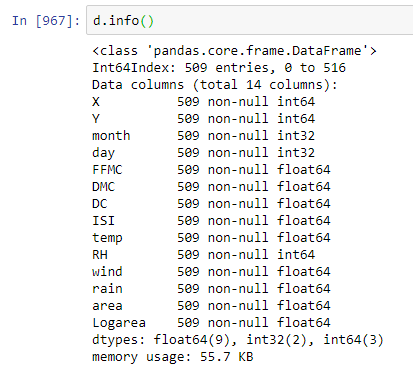 In [967]: d.info()
<class 'pandas.core.frame.DataFrame'>
Int64Index: 509 entries, 0 to 516
Data columns (total 14 columns):
X          509 non-null int64
Y          509 non-null int64
month      509 non-null int32
day        509 non-null int32
FFMC       509 non-null float64
DMC        509 non-null float64
DC         509 non-null float64
ISI        509 non-null float64
temp       509 non-null float64
RH         509 non-null int64
wind       509 non-null float64
rain       509 non-null float64
area       509 non-null float64
Logarea    509 non-null float64
dtypes: float64(9), int32(2), int64(3)
memory usage: 55.7 KB